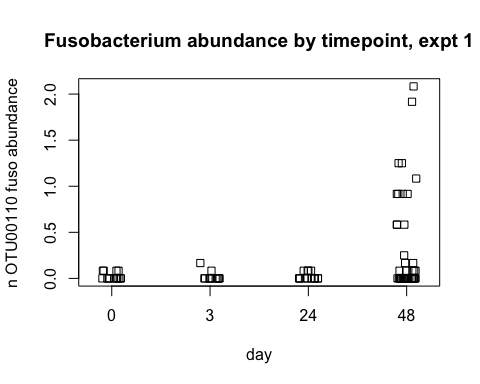 Fusobacterium abundance by timepoint, expt 1
n OTU00110 fuso abundance
2.0
1.5
1.0
0.5
0.0
0 3 24 48
day